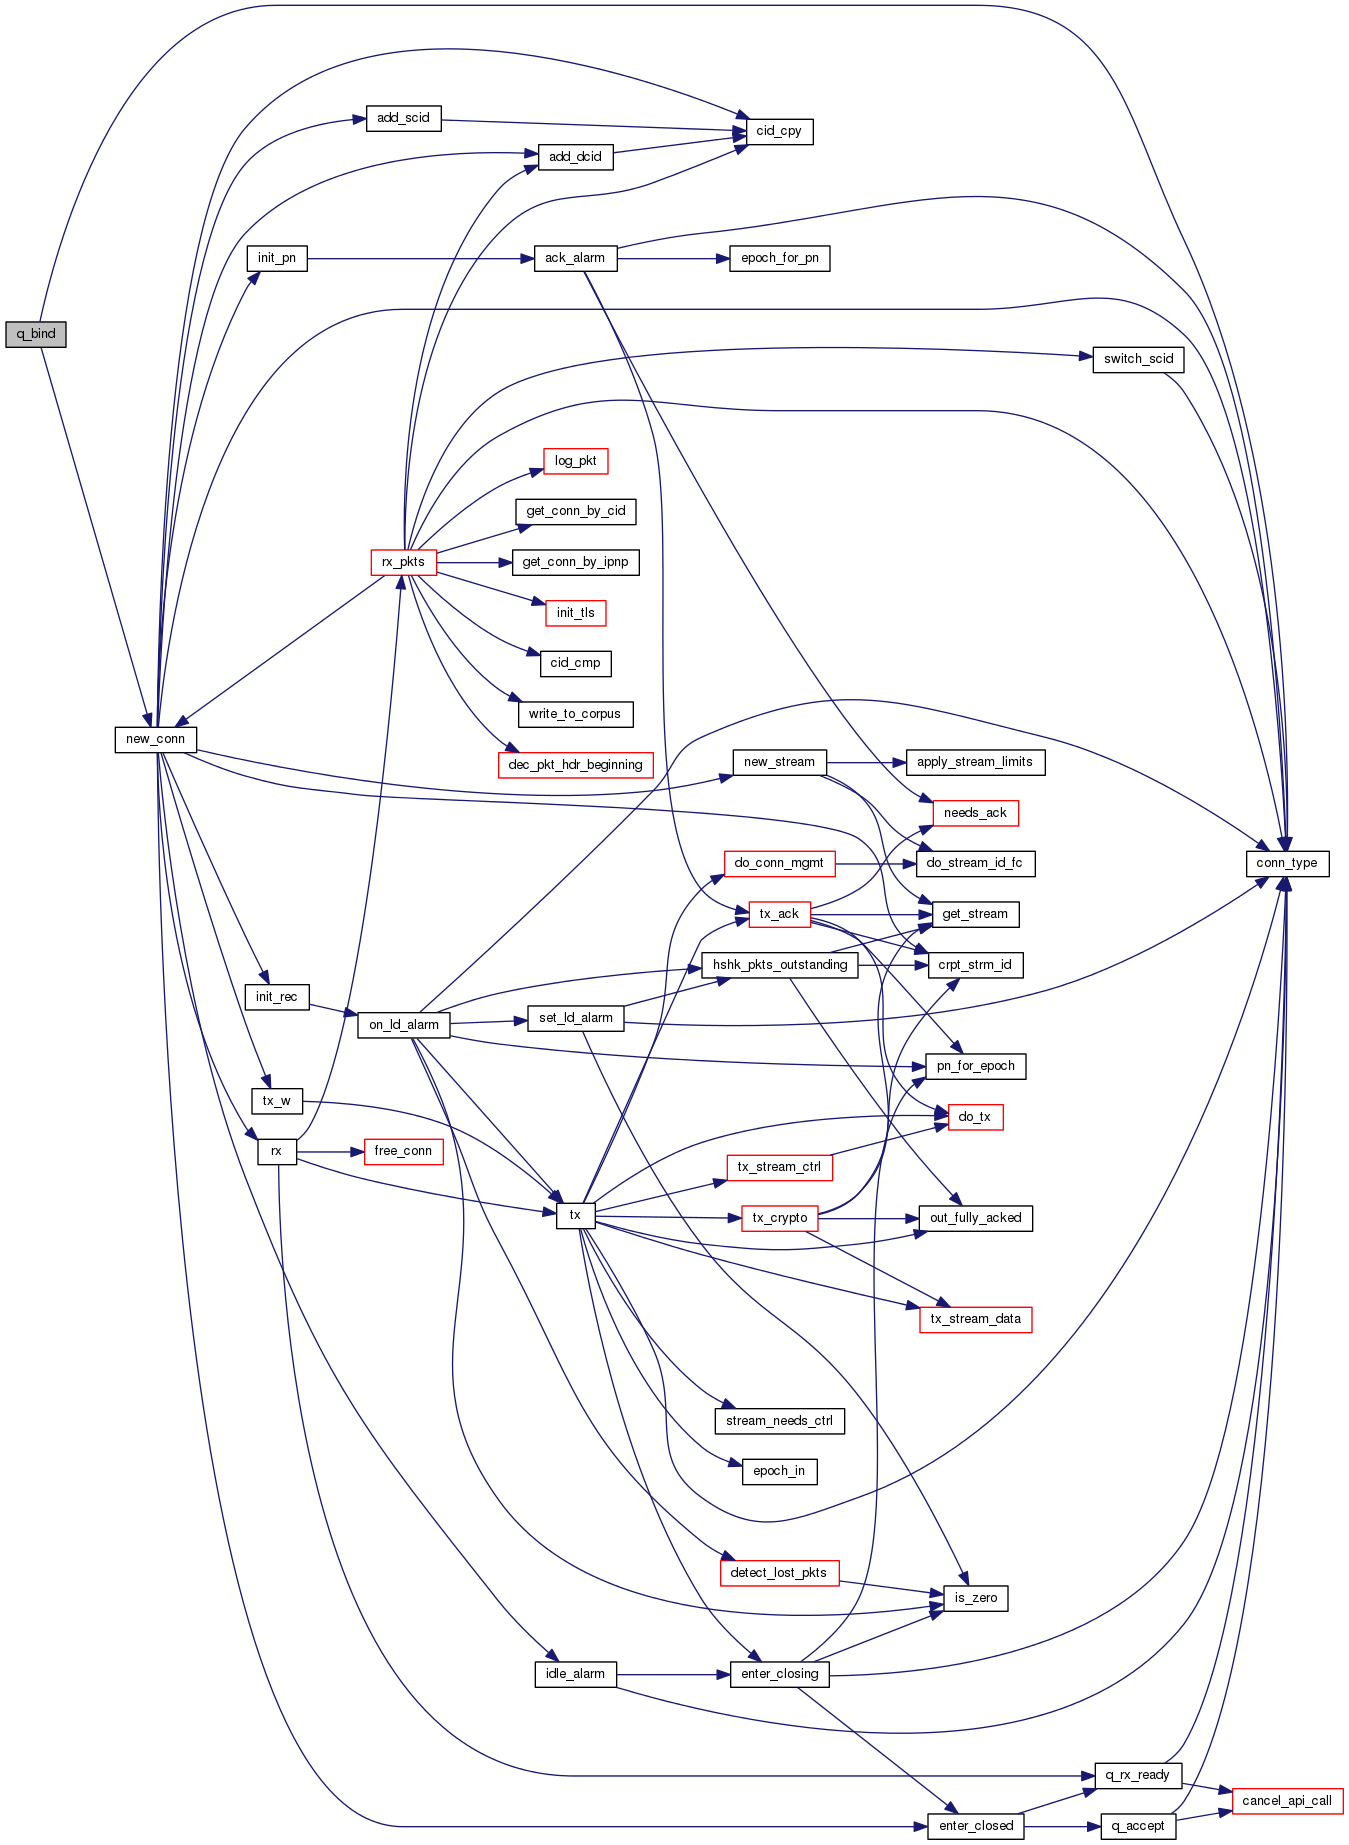 q_bind
new_conn
add_scid
add_dcid
cid_cpy
init_pn
ack_alarm
epoch_for_pn
switch_scid
log_pkt
get_conn_by_cid
rx_pkts
get_conn_by_ipnp
init_tls
cid_cmp
write_to_corpus
dec_pkt_hdr_beginning
new_stream
apply_stream_limits
needs_ack
do_conn_mgmt
do_stream_id_fc
conn_type
tx_ack
get_stream
hshk_pkts_outstanding
crpt_strm_id
init_rec
on_ld_alarm
set_ld_alarm
pn_for_epoch
tx_w
do_tx
rx
free_conn
tx_stream_ctrl
tx
tx_crypto
out_fully_acked
tx_stream_data
stream_needs_ctrl
epoch_in
detect_lost_pkts
is_zero
idle_alarm
enter_closing
q_rx_ready
cancel_api_call
enter_closed
q_accept